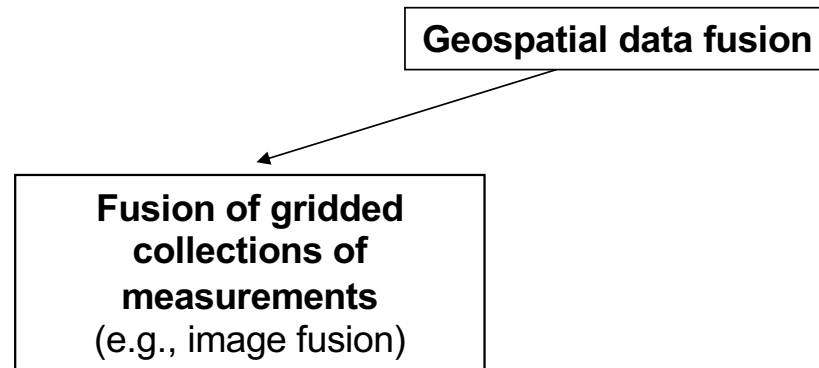 Geospatial data fusion
Fusion of gridded
collections of
measurements
(e.g., image fusion)